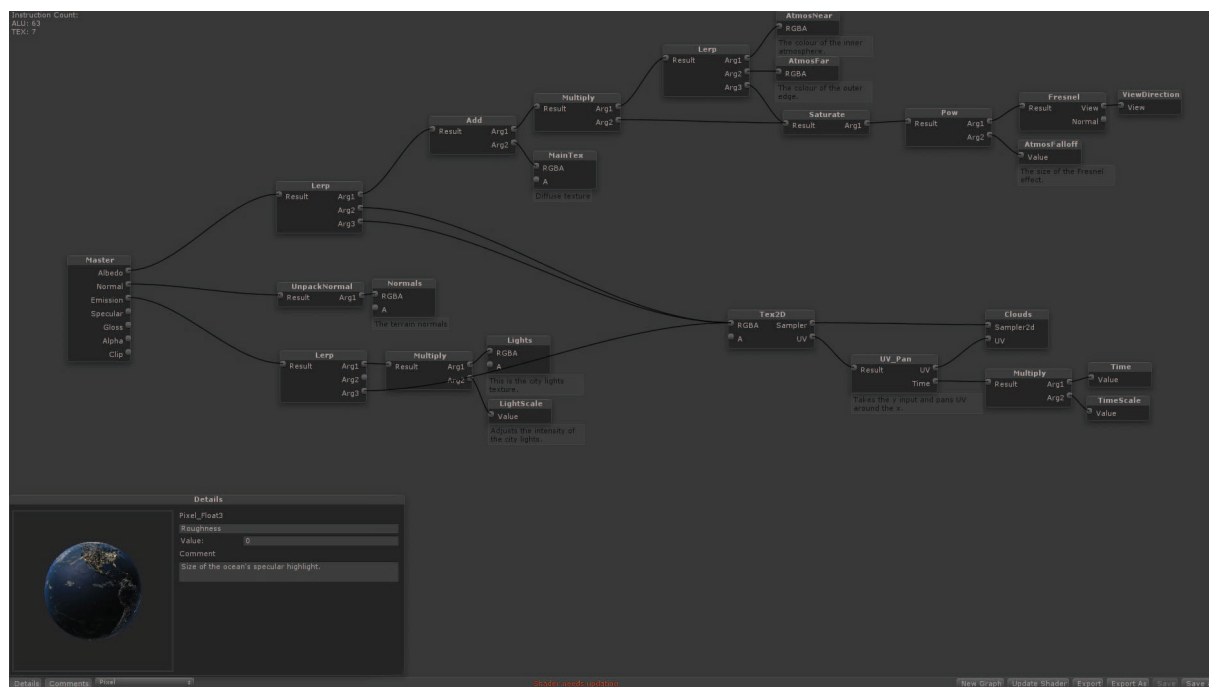 Instruction Count:
ALU: 63
TEX: 7
AtmosNear
RGBA
The colour of the inner
atmosphere.
Lerp
Result Arg1
Arg2
Arg3
AtmosFar
RGBA
The colour of the outer
edge.
Multiply
Result Arg1
Arg2
Saturate
Result Arg1
Pow
Result Arg1
Arg2
Fresnel
Result View
Normal
ViewDirection
View
AtmosFalloff
Value
The size of the Fresnel
effect.
Add
Result Arg1
Arg2
MainTex
RGBA
A
Diffuse texture
Lerp
Result Arg1
Arg2
Arg3
Master
Albedo
Normal
Emission
Specular
Gloss
Alpha
Clip
UnpackNormal
Result Arg1
Normals
RGBA
A
The terrain normals
Lerp
Result Arg1
Arg2
Arg3
Multiply
Result Arg1
Arg2
Lights
RGBA
A
This is the city lights
texture.
LightScale
Value
Adjusts the intensity of
the city lights.
Tex2D
RGBA Sampler
A UV
Clouds
Sampler2d
UV
UV_Pan
Result UV
Time
Takes the x input and pans UV
around the x.
Multiply
Result Arg1
Arg2
Time
Value
TimeScale
Value
Details
Pixel_Float3
Roughness
Value: 0
Comment
Size of the ocean's specular highlight.
Details Comments Pixel
Shader needs updating
New Graph Update Shader Export Export As Save Save